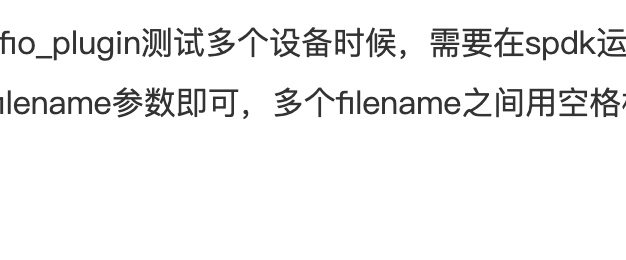 fio_plugin测试多个设备时候，需要在spdk运
filename参数即可，多个filename之间用空格